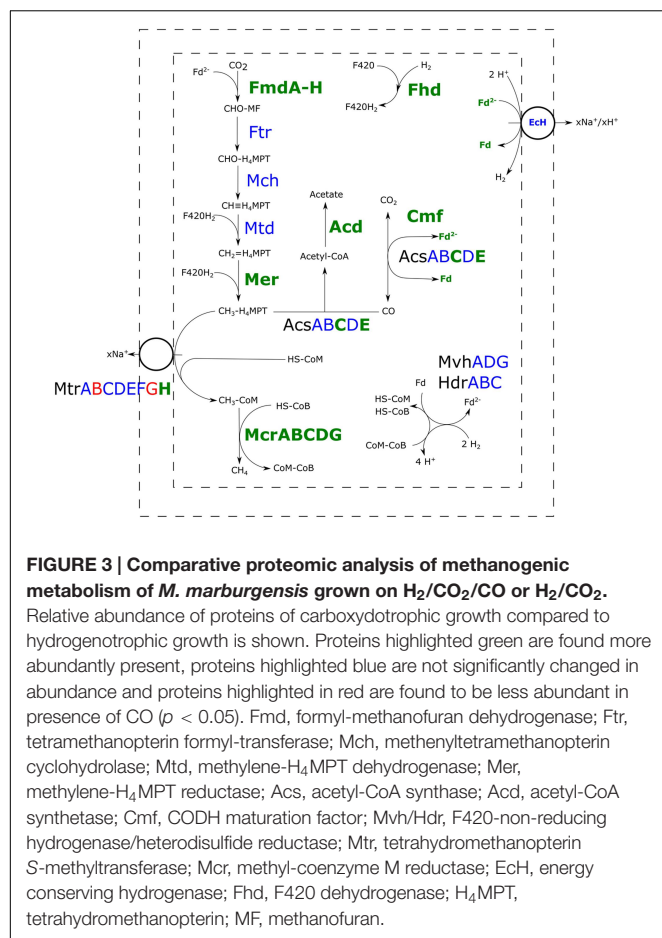 CO2
Fd2-
FmdA-H
CHO-MF
Ftr
CHO-H4MPT
Mch
CH≡H4MPT
F420H2
Mtd
CH2=H4MPT
F420H2
Mer
CH3-H4MPT
F420
H2
Fhd
F420H2
2 H+
Fd2-
EcH
xNa+/xH+
Fd
H2
Acetate
Acd
Acetyl-CoA
AcsABCDE
CO2
Cmf
Fd2-
AcsABCDE
Fd
CO
xNa+
MtrABCDEFGH
HS-CoM
CH3-CoM
HS-CoB
McrABCDG
CH4
CoM-CoB
MvhADG
HdrABC
Fd
Fd2-
HS-CoM
HS-CoB
CoM-CoB
2 H2
4 H+
FIGURE 3 | Comparative proteomic analysis of methanogenic
metabolism of M. marburgensis grown on H2/CO2/CO or H2/CO2.
Relative abundance of proteins of carboxydotrophic growth compared to
hydrogenotrophic growth is shown. Proteins highlighted green are found more
abundantly present, proteins highlighted blue are not significantly changed in
abundance and proteins highlighted in red are found to be less abundant in
presence of CO (p < 0.05). Fmd, formyl-methanofuran dehydrogenase; Ftr,
tetramethanopterin formyl-transferase; Mch, methenyltetramethanopterin
cyclohydrolase; Mtd, methylene-H4MPT dehydrogenase; Mer,
methylene-H4MPT reductase; Acs, acetyl-CoA synthase; Acd, acetyl-CoA
synthetase; Cmf, CODH maturation factor; Mvh/Hdr, F420-non-reducing
hydrogenase/heterodisulfide reductase; Mtr, tetrahydromethanopterin
S-methyltransferase; Mcr, methyl-coenzyme M reductase; EcH, energy
conserving hydrogenase; Fhd, F420 dehydrogenase; H4MPT,
tetrahydromethanopterin; MF, methanofuran.